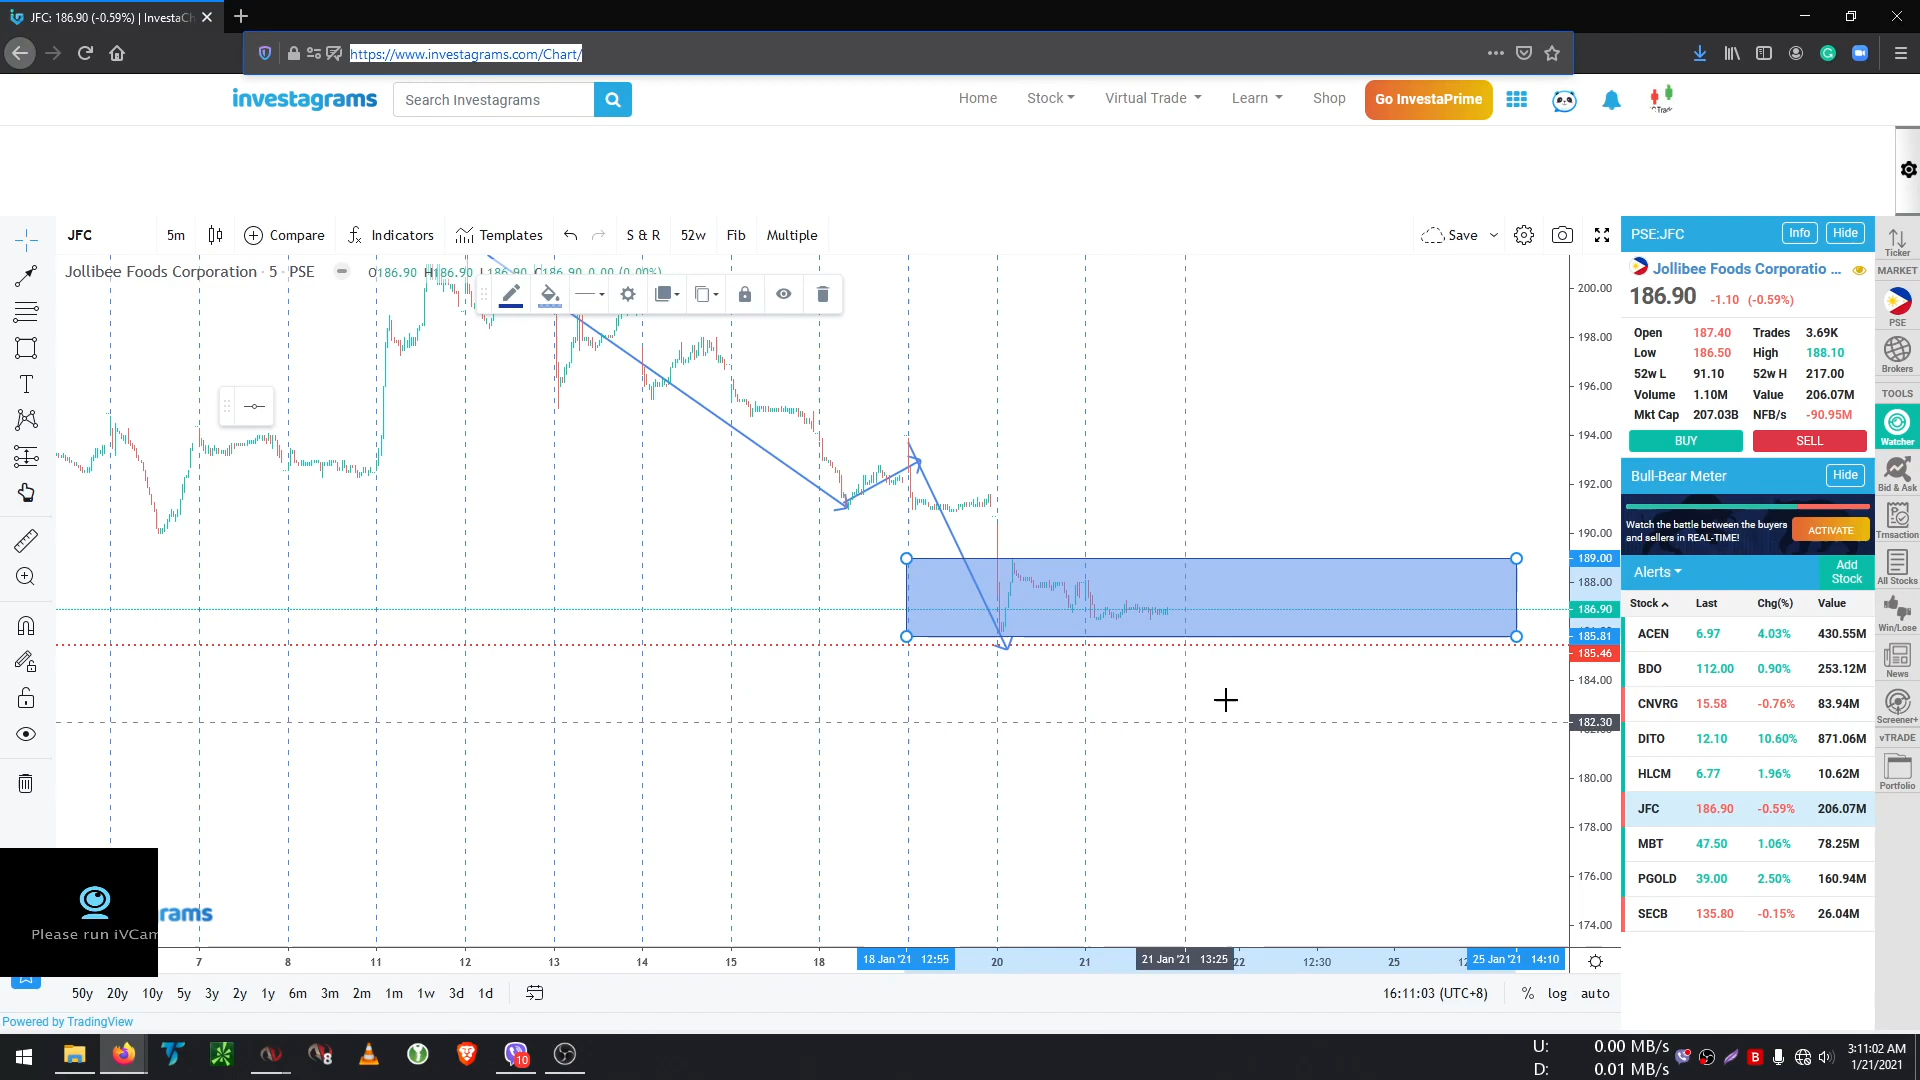 JFC: 186.90 (-0.59%) | InvestaCh
https://www.investagrams.com/Chart/
investagrams
Search Investagrams
Home
Stock
Virtual Trade
Learn
Shop
Go InvestaPrime
C Trade
JFC
5m
Compare
Indicators
Templates
S & R
52w
Fib
Multiple
Save
Jollibee Foods Corporation · 5 · PSE
O186.90 H186.90 L186.90 C186.90 0.00 (0.00%)
200.00
198.00
196.00
194.00
192.00
190.00
189.00
188.00
186.90
185.81
185.46
184.00
182.30
180.00
178.00
176.00
174.00
PSE:JFC
Info
Hide
Jollibee Foods Corporatio ...
186.90 -1.10 (-0.59%)
Open 187.40 Trades 3.69K
Low 186.50 High 188.10
52w L 91.10 52w H 217.00
Volume 1.10M Value 206.07M
Mkt Cap 207.03B NFB/s -90.95M
BUY
SELL
Bull-Bear Meter
Hide
Watch the battle between the buyers
and sellers in REAL-TIME!
ACTIVATE
Alerts
Add
Stock
Stock Last Chg(%) Value
ACEN 6.97 4.03% 430.55M
BDO 112.00 0.90% 253.12M
CNVRG 15.58 -0.76% 83.94M
DITO 12.10 10.60% 871.06M
HLCM 6.77 1.96% 10.62M
JFC 186.90 -0.59% 206.07M
MBT 47.50 1.06% 78.25M
PGOLD 39.00 2.50% 160.94M
SECB 135.80 -0.15% 26.04M
Ticker
MARKET
PSE
Brokers
TOOLS
Watcher
Bid & Ask
Trnsaction
All Stocks
Win/Lose
News
Screener+
vTRADE
Portfolio
rams
Please run iVCam
7
8
11
12
13
14
15
18
18 Jan '21 12:55
20
21
21 Jan '21 13:25
22
12:30
25
25 Jan '21 14:10
50y 20y 10y 5y 3y 2y 1y 6m 3m 2m 1m 1w 3d 1d
16:11:03 (UTC+8)
% log auto
Powered by TradingView
10
U: 0.00 MB/s
D: 0.01 MB/s
3:11:02 AM
1/21/2021